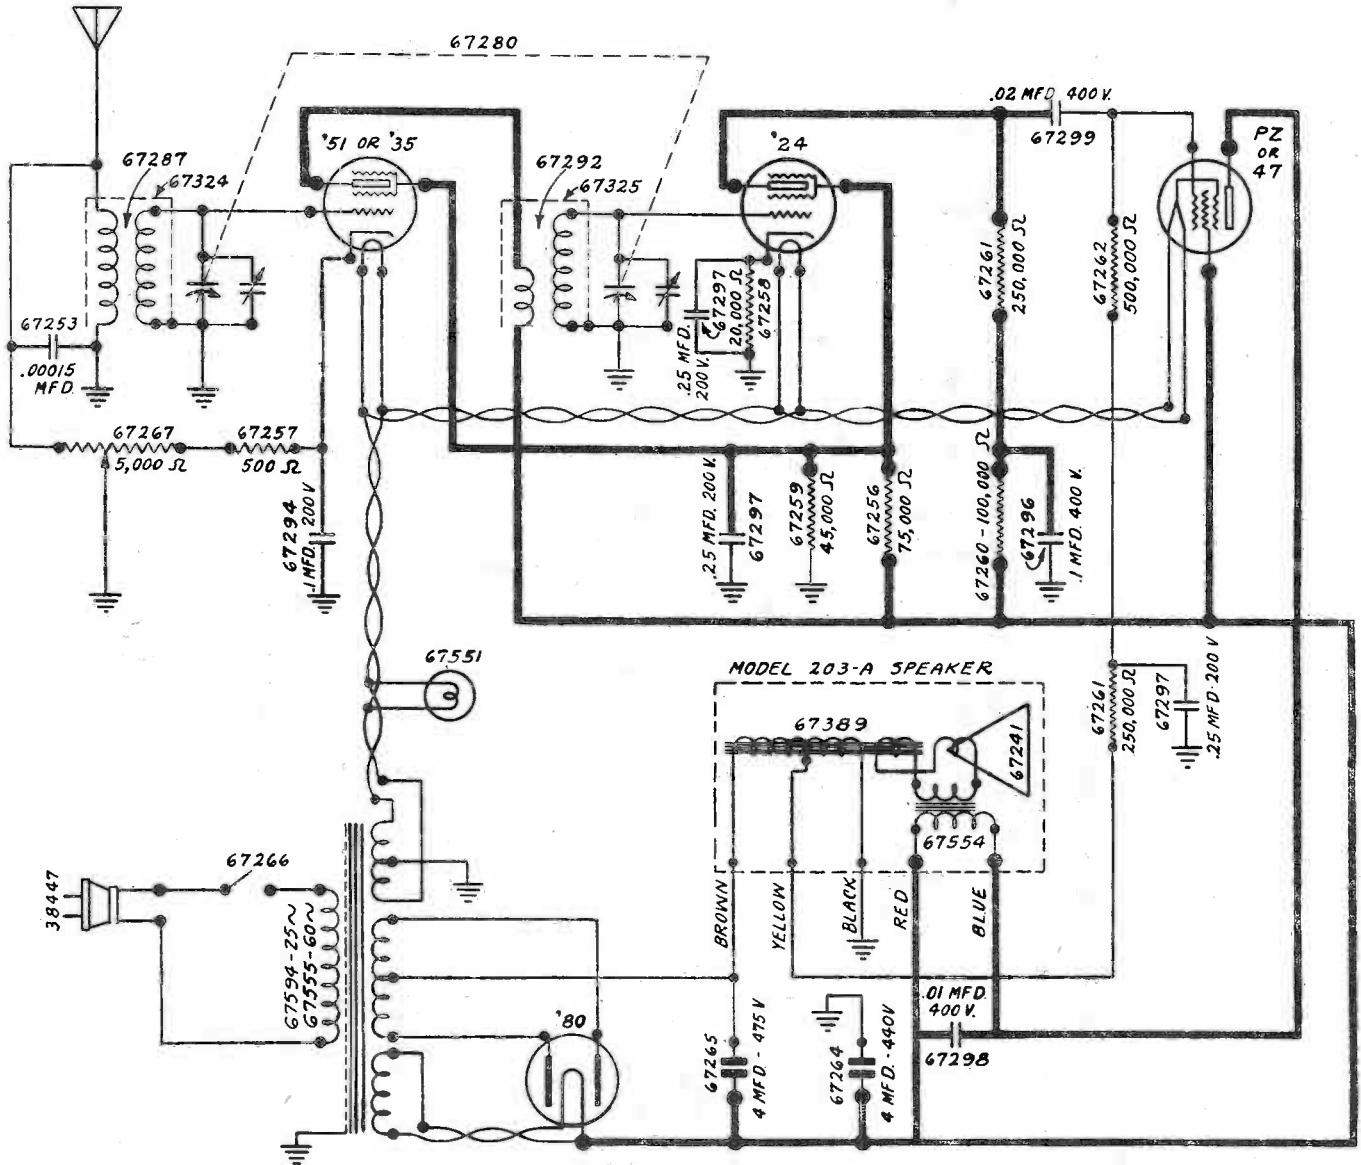 67280
.02 MFD. 400 V.
67299
PZ
OR
47
'51 OR '35
'24
67287
67324
67292
67325
67253
.00015
MFD.
67297
.25 MFD.
200 V.
20,000 Ω
67258
67261
250,000 Ω
67262
500,000 Ω
67267
5,000 Ω
67257
500 Ω
67294
.1 MFD. 200 V
.25 MFD. 200 V.
67297
67259
45,000 Ω
67256
75,000 Ω
67260-100,000 Ω
67296
.1 MFD. 400 V.
67551
MODEL 203-A SPEAKER
67389
67241
67554
67261
250,000 Ω
67297
.25 MFD. 200 V
BROWN
YELLOW
BLACK
RED
BLUE
38447
67266
67594-25~
67555-60~
'80
67265
4 MFD. - 475 V
67264
4 MFD. - 440V
.01 MFD.
400 V.
67298